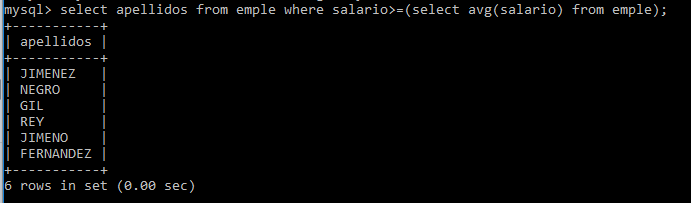 mysql> select apellidos from emple where salario>=(select avg(salario) from emple);
+-----------+
| apellidos |
+-----------+
| JIMENEZ   |
| NEGRO     |
| GIL       |
| REY       |
| JIMENO    |
| FERNANDEZ |
+-----------+
6 rows in set (0.00 sec)